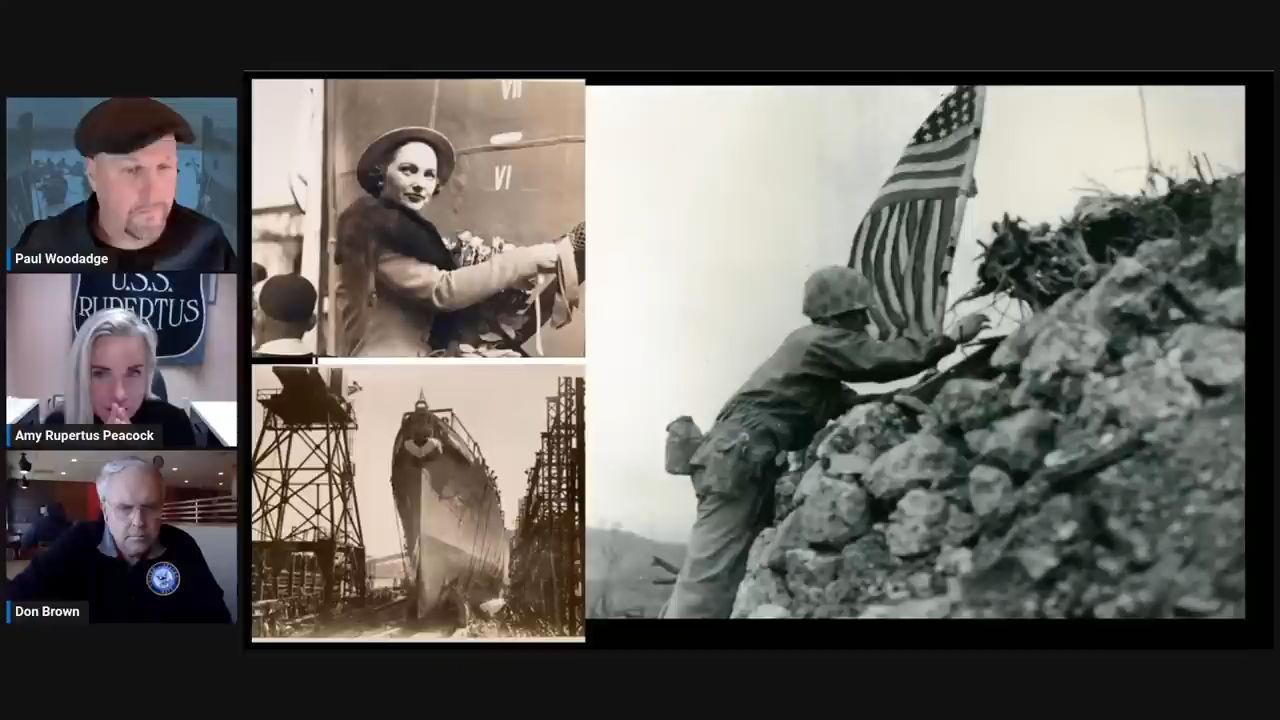 Paul Woodadge
U.S.S.
RUPERTUS
Amy Rupertus Peacock
Don Brown
VII
VI